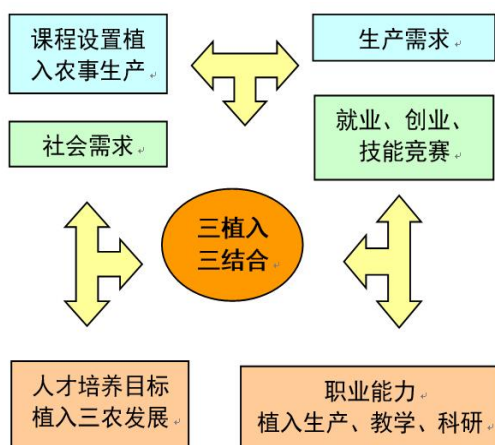 课程设置植
入农事生产
生产需求
社会需求
就业、创业、
技能竞赛
三植入
三结合
人才培养目标
植入三农发展
职业能力
植入生产、教学、科研